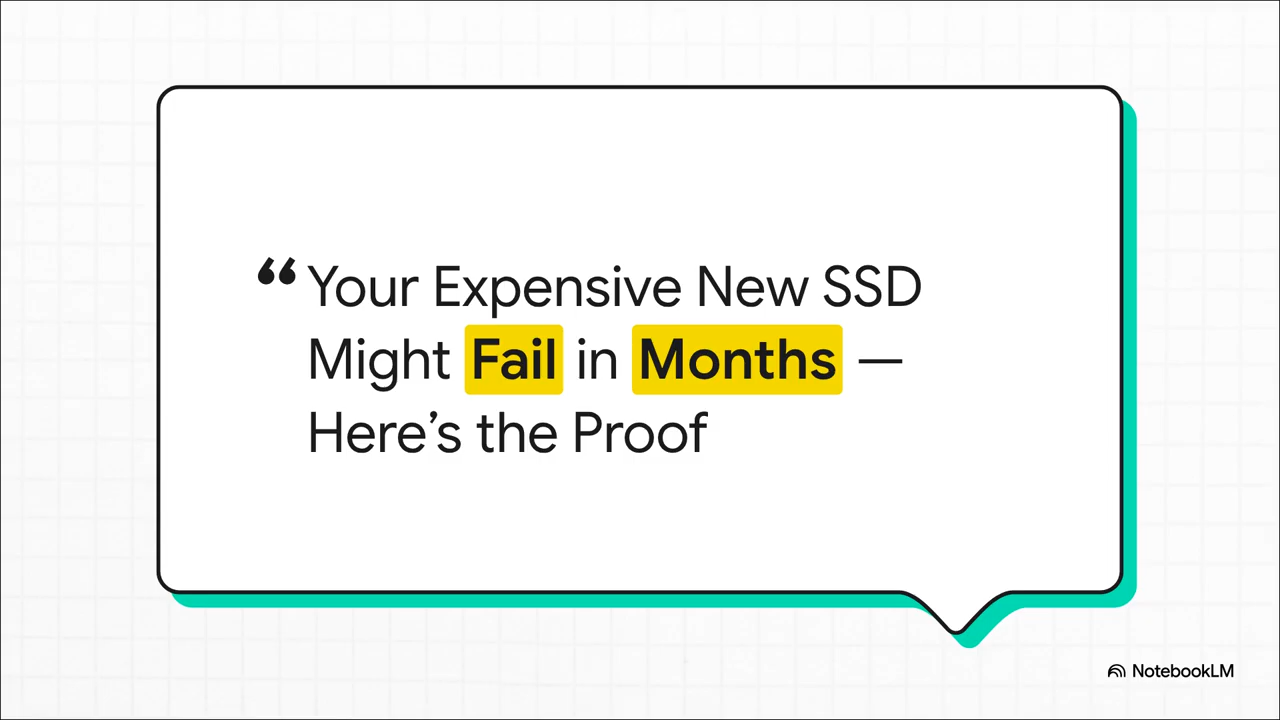 “Your Expensive New SSD
Might Fail in Months —
Here’s the Proof
NotebookLM